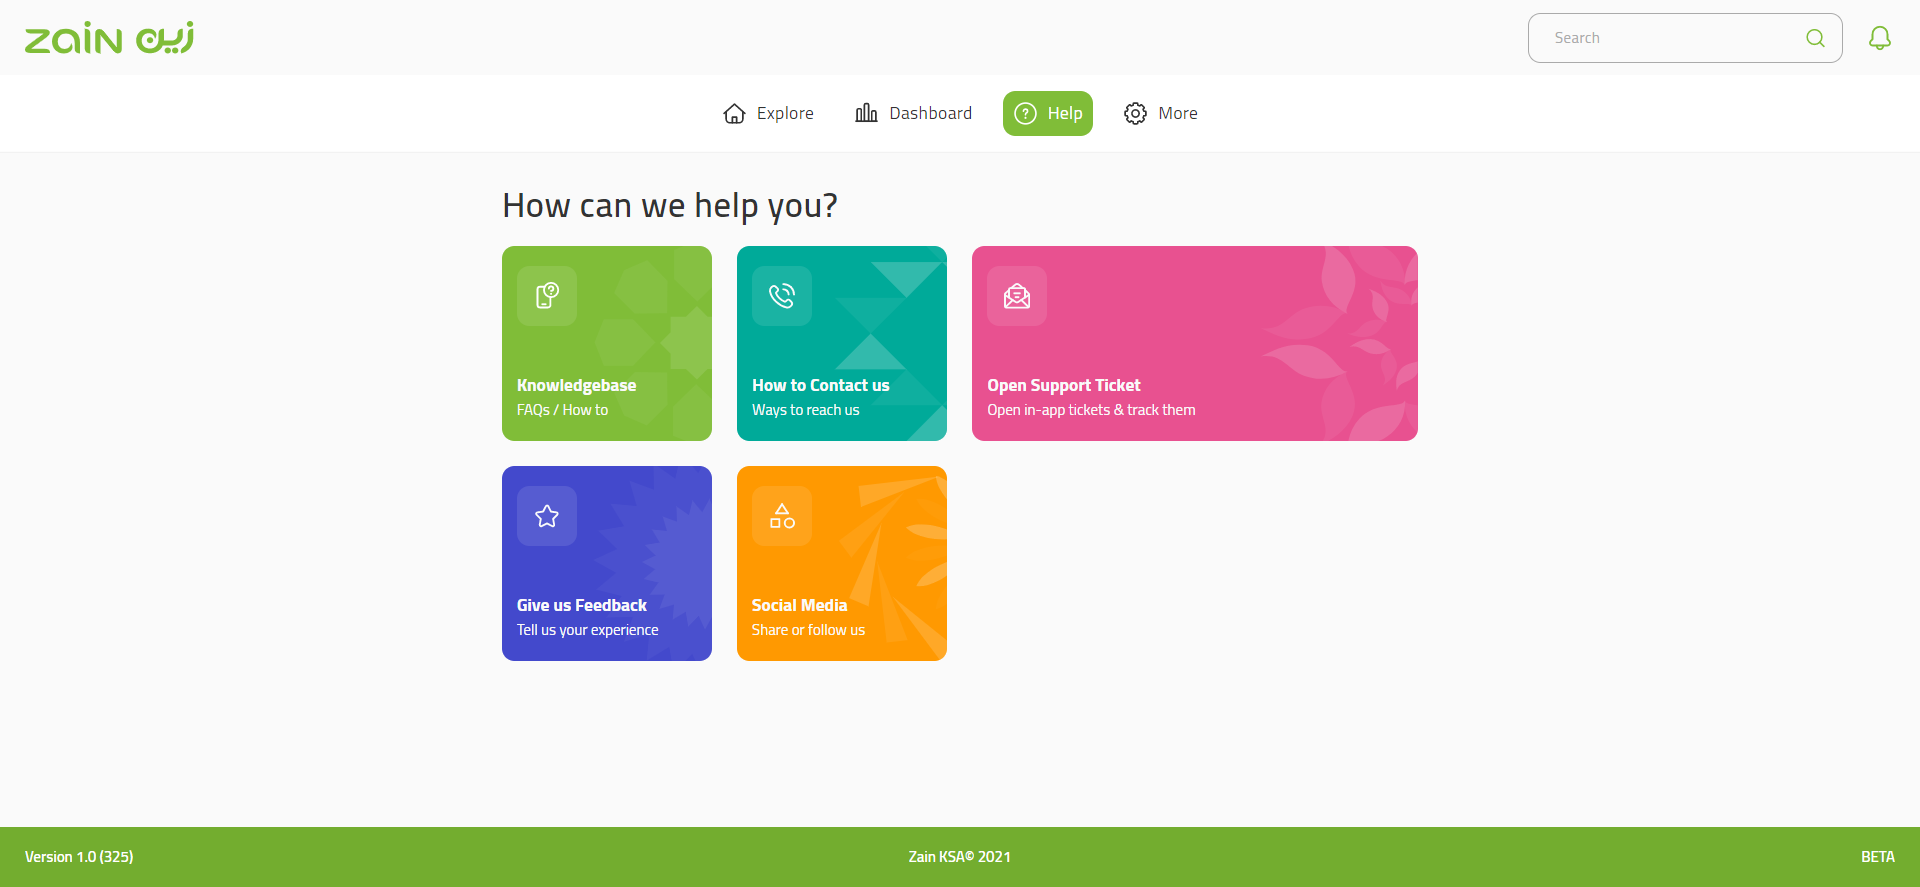 zain زين
Search
Explore
Dashboard
Help
More
How can we help you?
Knowledgebase
FAQs / How to
How to Contact us
Ways to reach us
Open Support Ticket
Open in-app tickets & track them
Give us Feedback
Tell us your experience
Social Media
Share or follow us
Version 1.0 (325)
Zain KSA© 2021
BETA